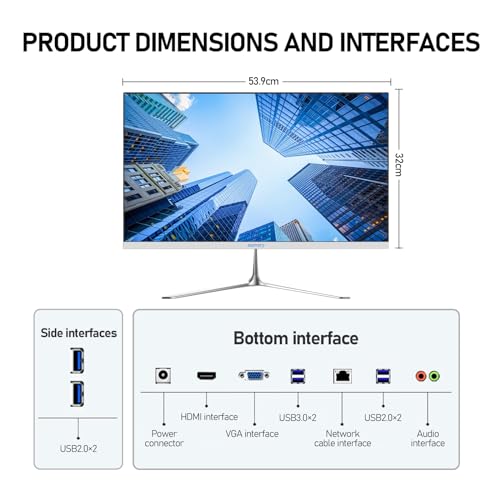 PRODUCT DIMENSIONS AND INTERFACES
53.9cm
32cm
Side interfaces
USB2.0×2
Bottom interface
HDMI interface
USB3.0×2
USB2.0×2
Power
connector
VGA interface
Network
cable interface
Audio
interface